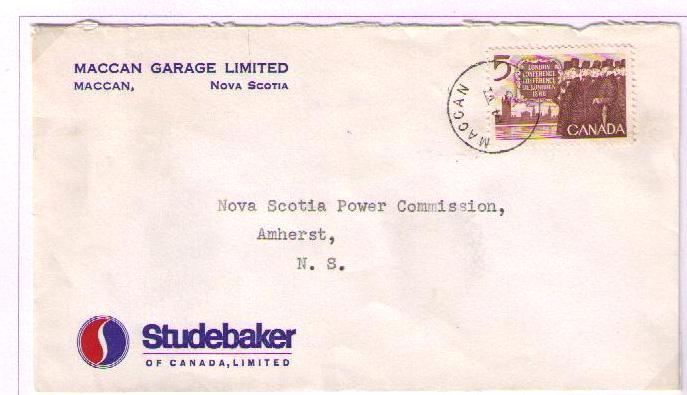 MACCAN GARAGE LIMITED
MACCAN, NOVA SCOTIA
5
LONDON
CONFERENCE
CONFÉRENCE
DE LONDRES
1866
CANADA
MACCAN
Nova Scotia Power Commission,
Amherst,
N. S.
Studebaker
OF CANADA, LIMITED